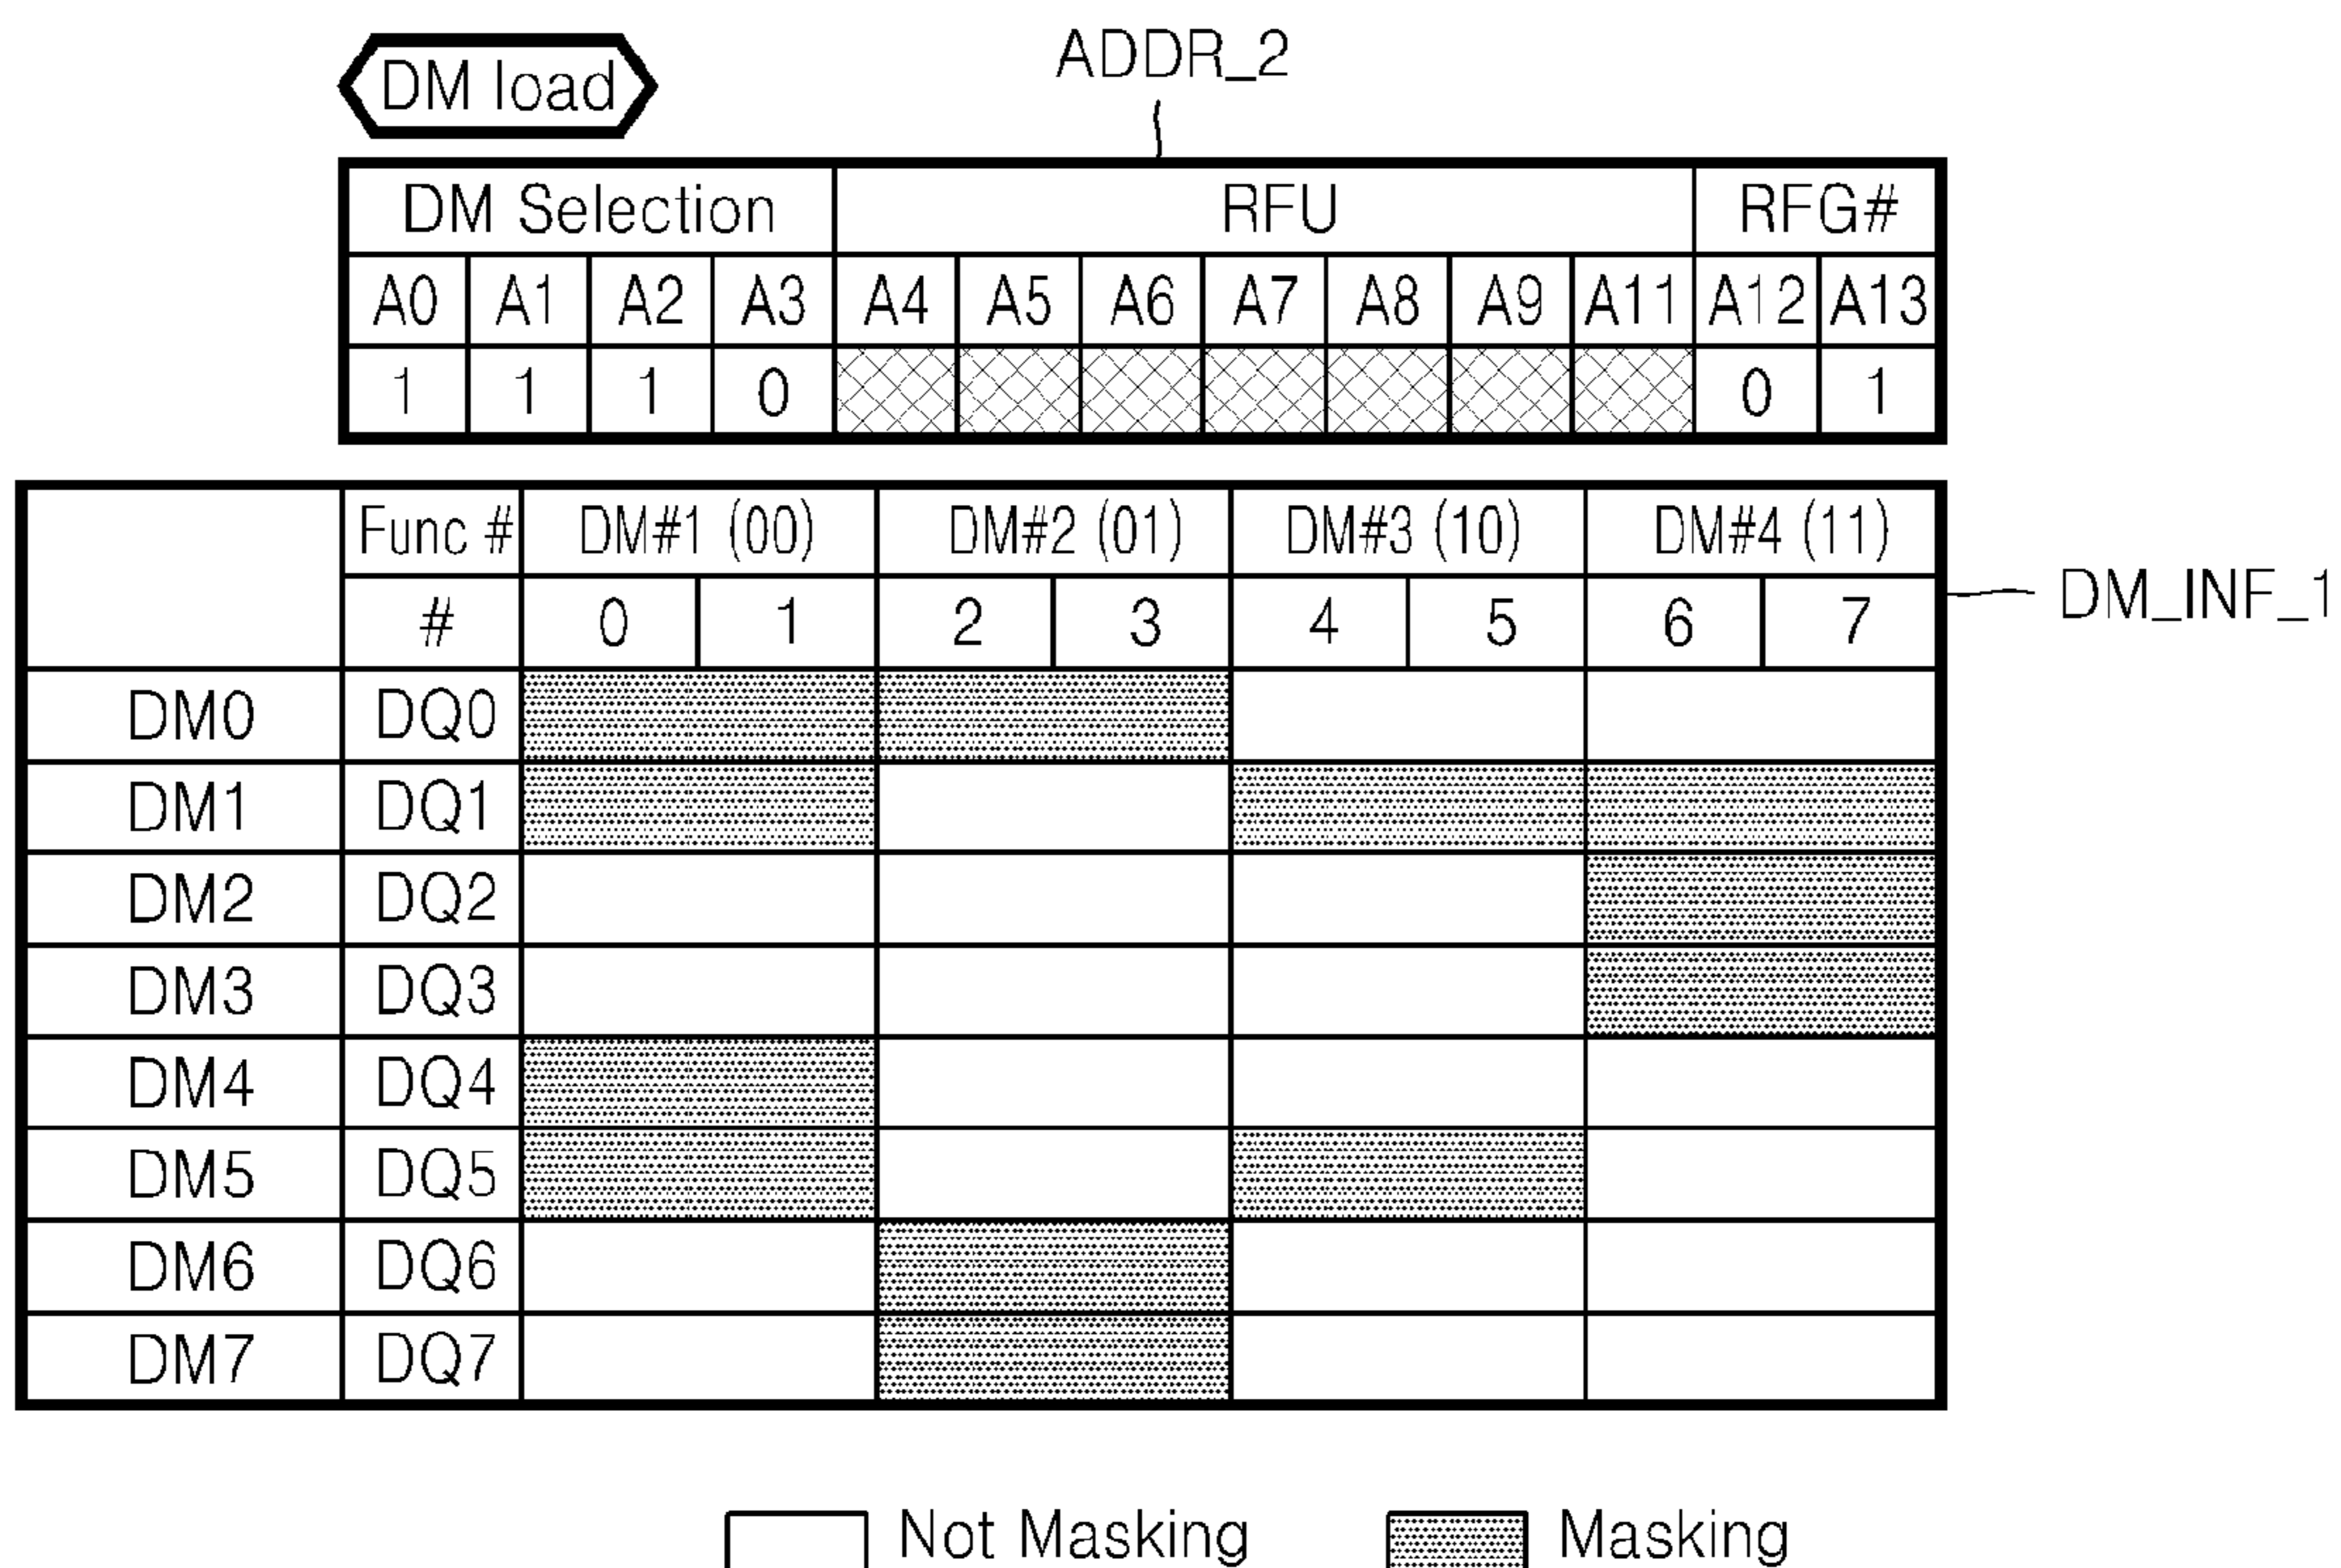 ADDR_2
DM load
DM Selection RFU RFG#
A0 A1 A2 A3 A4 A5 A6 A7 A8 A9 A11 A12 A13
1 1 1 0 0 1
Func # DM#1 (00) DM#2 (01) DM#3 (10) DM#4 (11)
# 0 1 2 3 4 5 6 7
DM_INF_1
DM0 DQ0
DM1 DQ1
DM2 DQ2
DM3 DQ3
DM4 DQ4
DM5 DQ5
DM6 DQ6
DM7 DQ7
Not Masking Masking